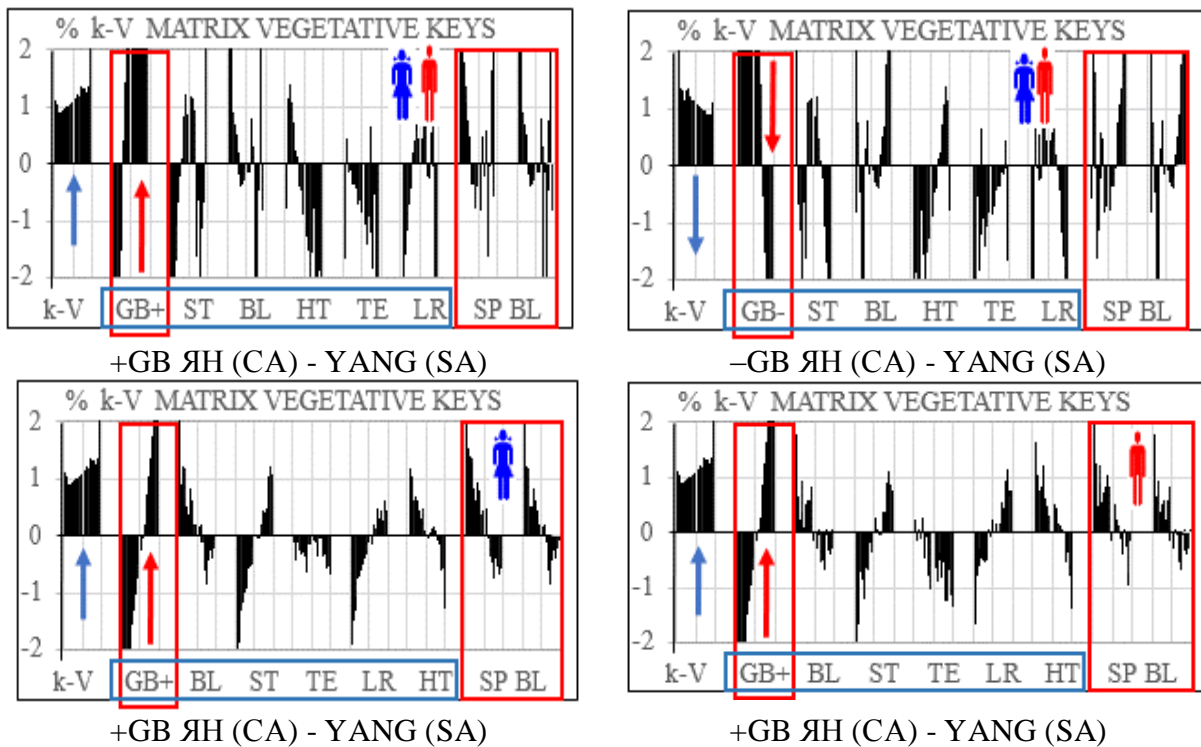 % k-V MATRIX VEGETATIVE KEYS
2
1
0
-1
-2
k-V GB+ ST BL HT TE LR SP BL
+GB ЯН (CA) - YANG (SA)
% k-V MATRIX VEGETATIVE KEYS
2
1
0
-1
-2
k-V GB- ST BL HT TE LR SP BL
–GB ЯН (CA) - YANG (SA)
% k-V MATRIX VEGETATIVE KEYS
2
1
0
-1
-2
k-V GB+ BL ST TE LR HT SP BL
+GB ЯН (CA) - YANG (SA)
% k-V MATRIX VEGETATIVE KEYS
2
1
0
-1
-2
k-V GB+ BL ST TE LR HT SP BL
+GB ЯН (CA) - YANG (SA)